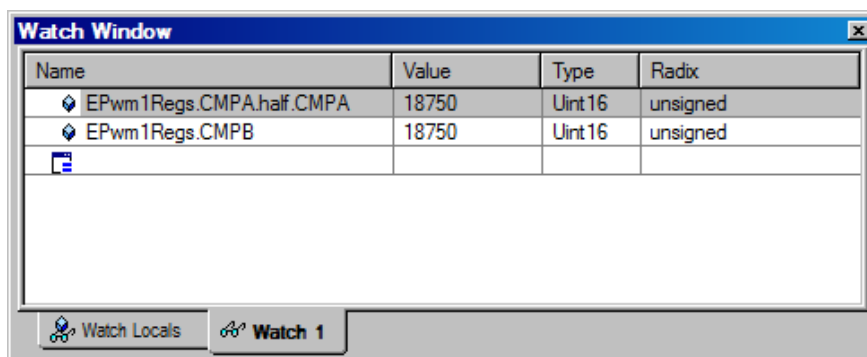 Watch Window
Name Value Type Radix
EPwm1Regs.CMPA.half.CMPA 18750 Uint16 unsigned
EPwm1Regs.CMPB 18750 Uint16 unsigned
Watch Locals Watch 1